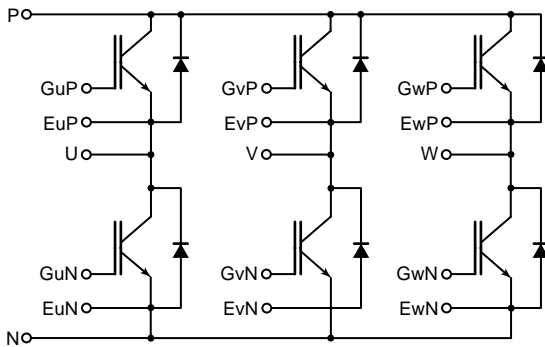 P
GuP GvP GwP
EuP EvP EwP
U V W
GuN GvN GwN
EuN EvN EwN
N